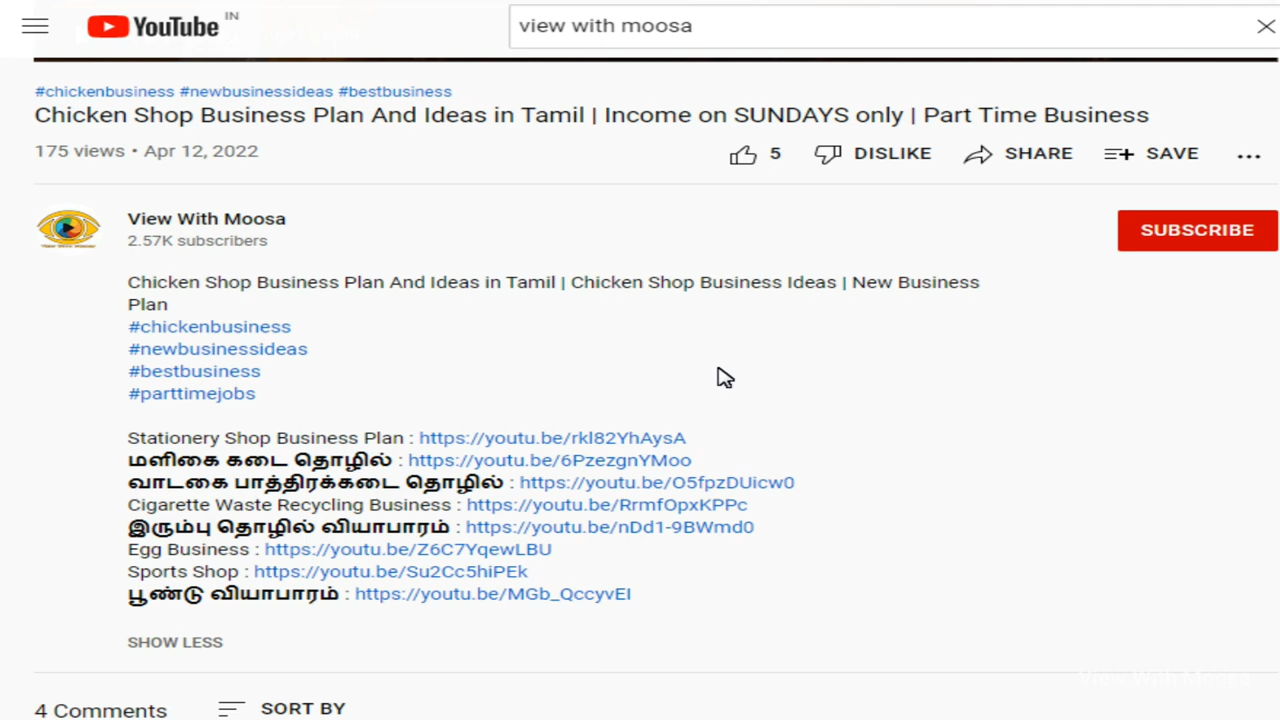 YouTube IN
view with moosa
#chickenbusiness #newbusinessideas #bestbusiness
Chicken Shop Business Plan And Ideas in Tamil | Income on SUNDAYS only | Part Time Business
175 views • Apr 12, 2022
5 DISLIKE SHARE SAVE ...
View With Moosa
2.57K subscribers
SUBSCRIBE
Chicken Shop Business Plan And Ideas in Tamil | Chicken Shop Business Ideas | New Business
Plan
#chickenbusiness
#newbusinessideas
#bestbusiness
#parttimejobs
Stationery Shop Business Plan : https://youtu.be/rkl82YhAysA
மளிகை கடை தொழில் : https://youtu.be/6PzezgnYMoo
வாடகை பாத்திரக்கடை தொழில் : https://youtu.be/O5fpzDUicw0
Cigarette Waste Recycling Business : https://youtu.be/RrmfOpxKPPc
இரும்பு தொழில் வியாபாரம் : https://youtu.be/nDd1-9BWmd0
Egg Business : https://youtu.be/Z6C7YqewLBU
Sports Shop : https://youtu.be/Su2Cc5hiPEk
பூண்டு வியாபாரம் : https://youtu.be/MGb_QccyvEI
SHOW LESS
View With Moosa
4 Comments SORT BY